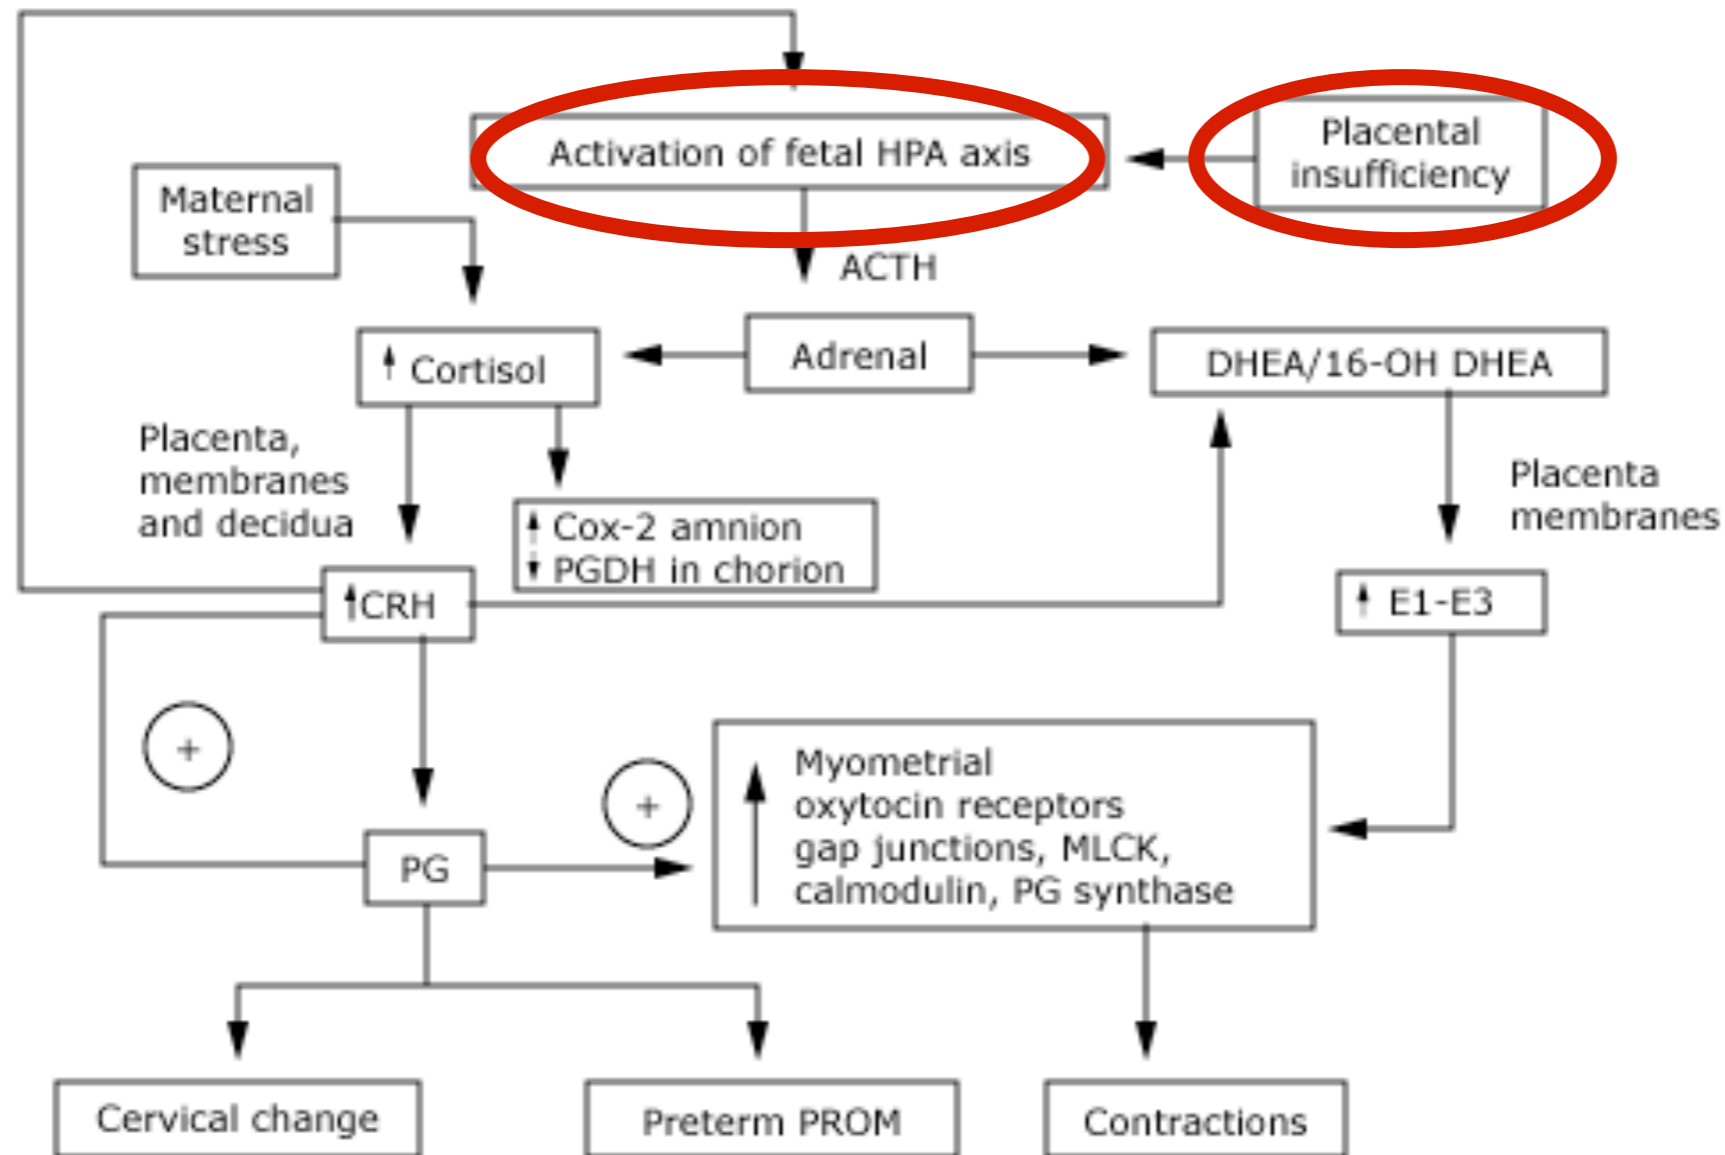 Activation of fetal HPA axis
Placental
insufficiency
Maternal
stress
ACTH
↑ Cortisol
Adrenal
DHEA/16-OH DHEA
Placenta,
membranes
and decidua
Placenta
membranes
↑ Cox-2 amnion
↓ PGDH in chorion
↑CRH
↑ E1-E3
+
+
Myometrial
oxytocin receptors
gap junctions, MLCK,
calmodulin, PG synthase
PG
Cervical change
Preterm PROM
Contractions